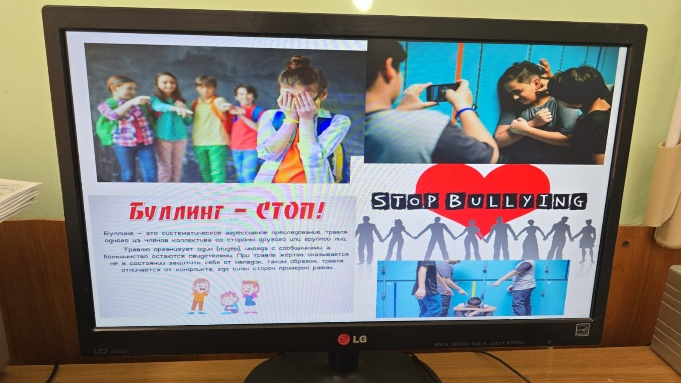 Буллинг – СТОП!
STOP BULLYING
Буллинг – это систематическое агрессивное преследование, травля
одного из членов коллектива со стороны другого или группы лиц.
Травлю организует один (лидер), иногда с сообщниками, а
большинство остаются свидетелями. При травле жертва оказывается
не в состоянии защитить себя от нападок, таким образом, травля
отличается от конфликта, где силы сторон примерно равны.
LG